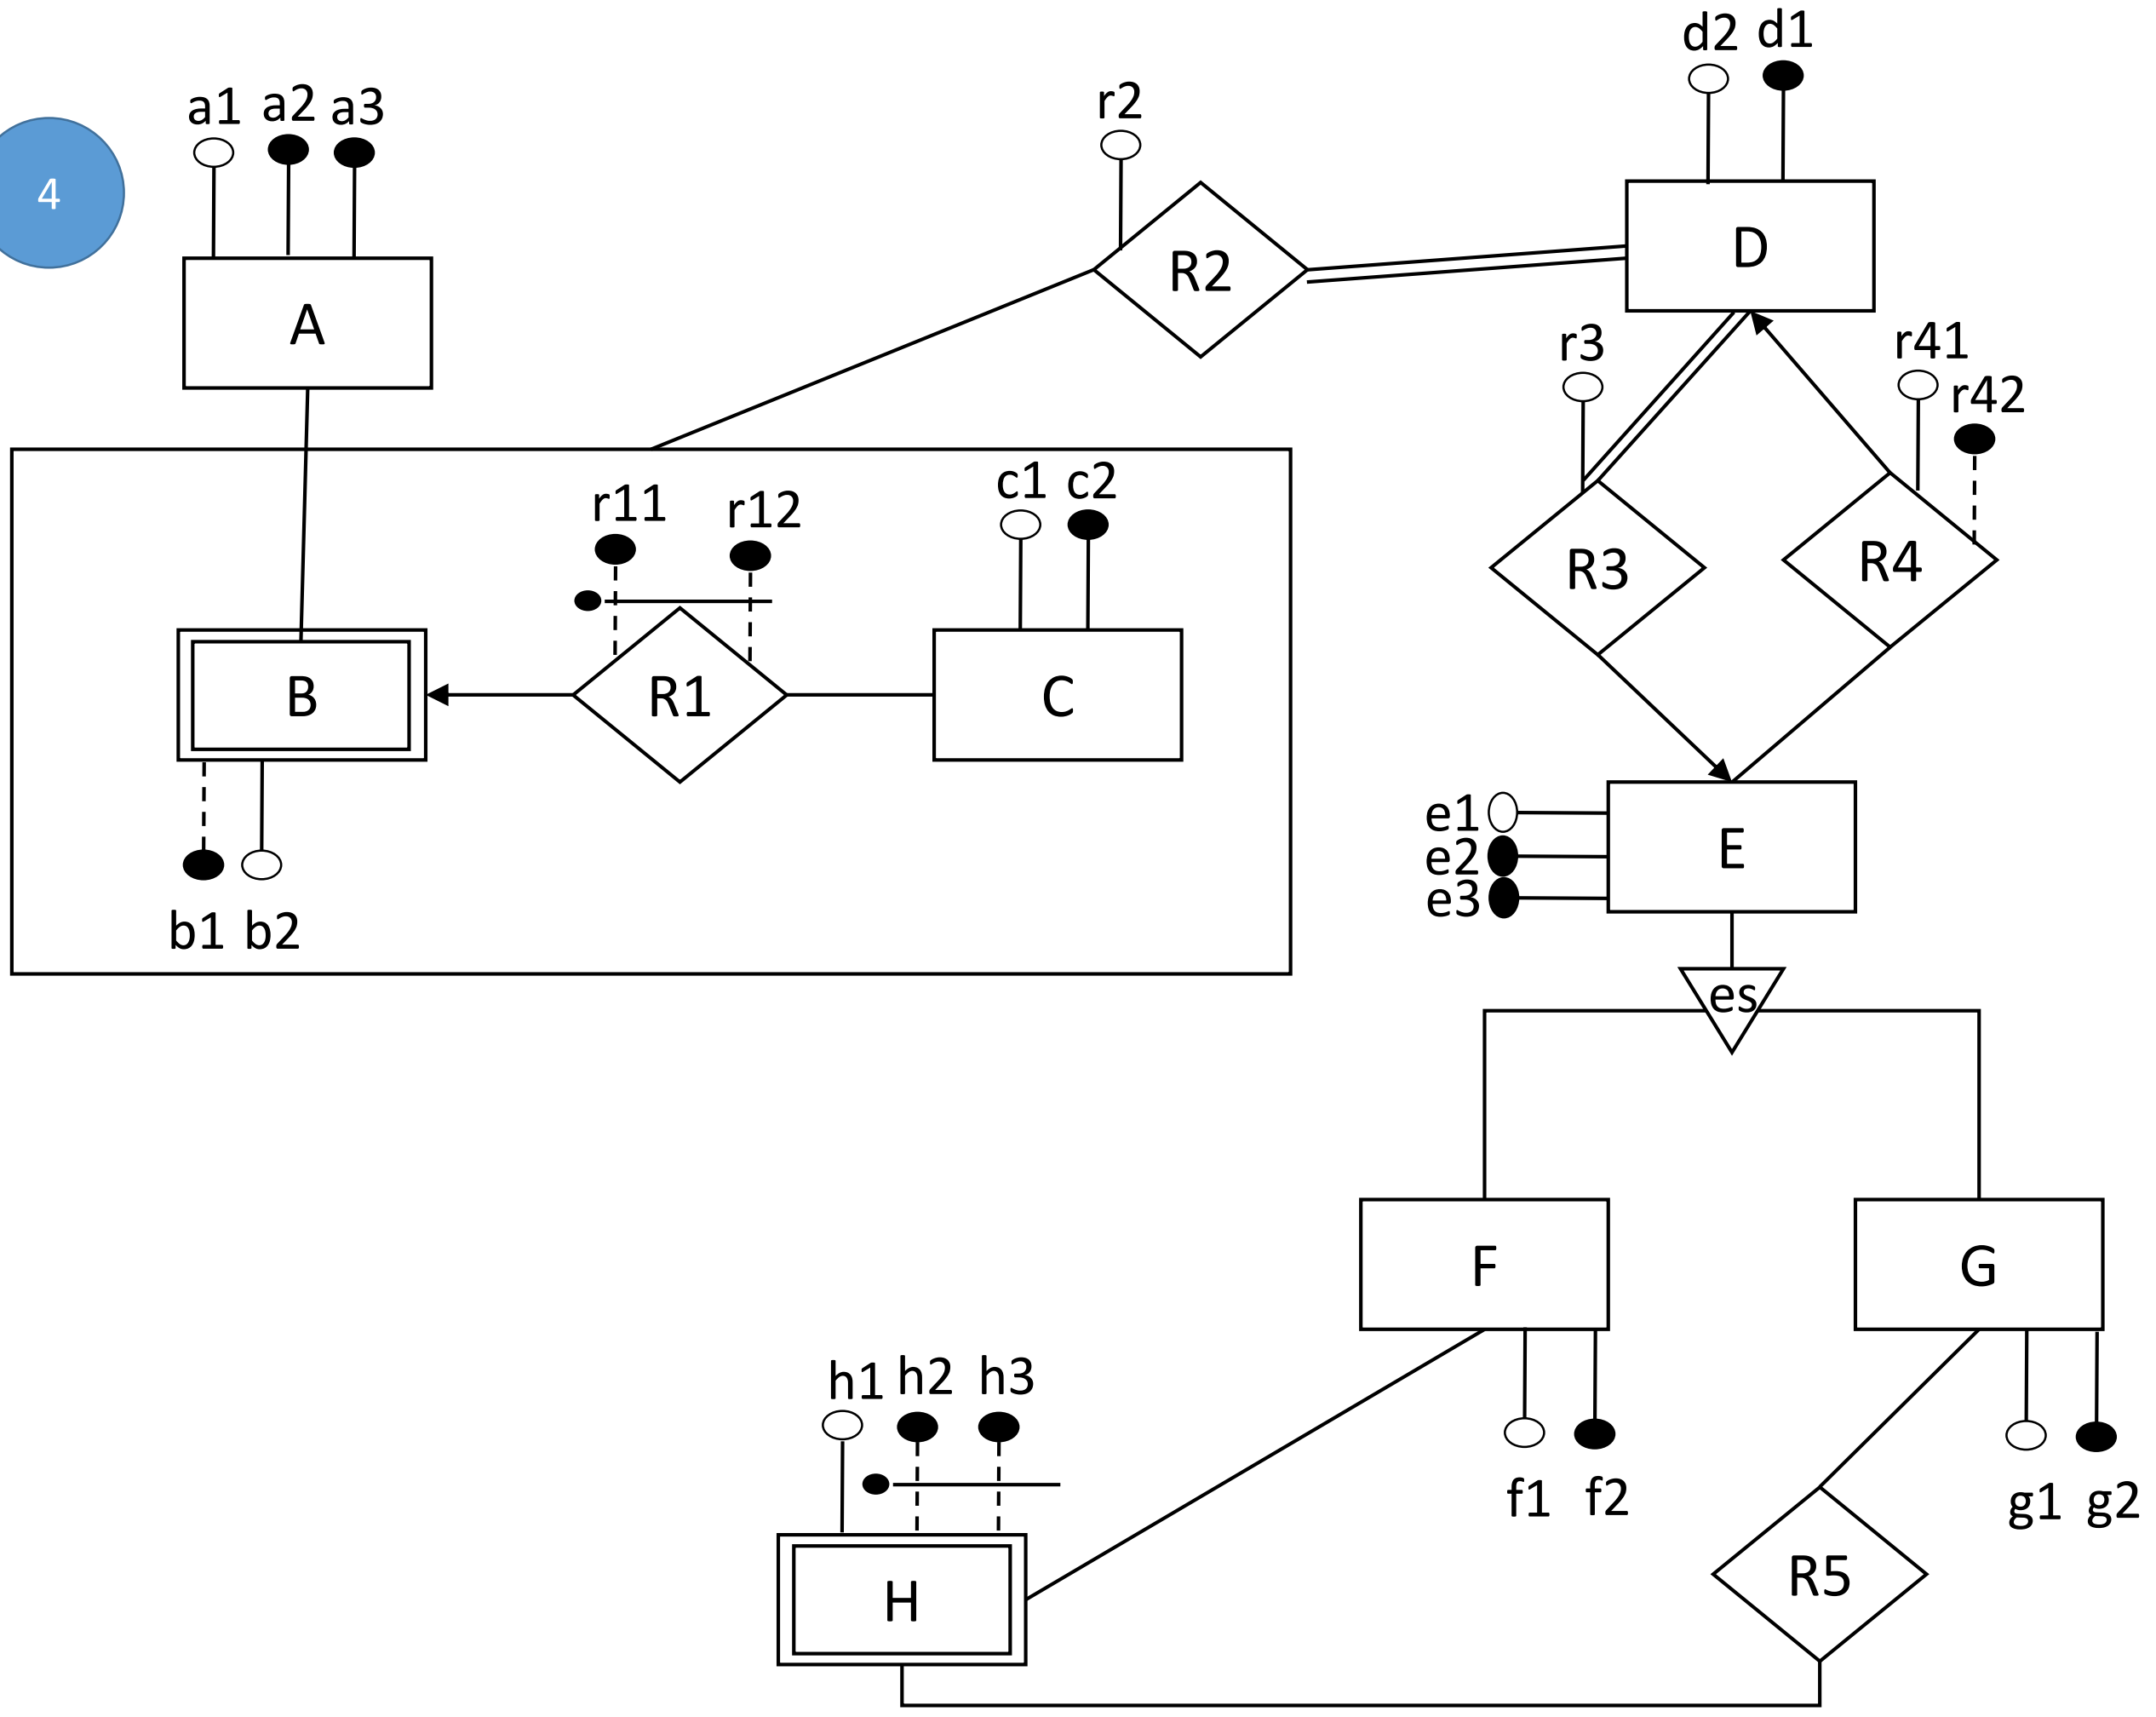 d2 d1
a1 a2 a3
r2
4
R2
D
A
r3
r41
r42
c1 c2
r11
r12
R3
R4
B
R1
C
e1
e2
e3
E
b1 b2
es
F
G
h1 h2 h3
f1 f2
g1 g2
R5
H